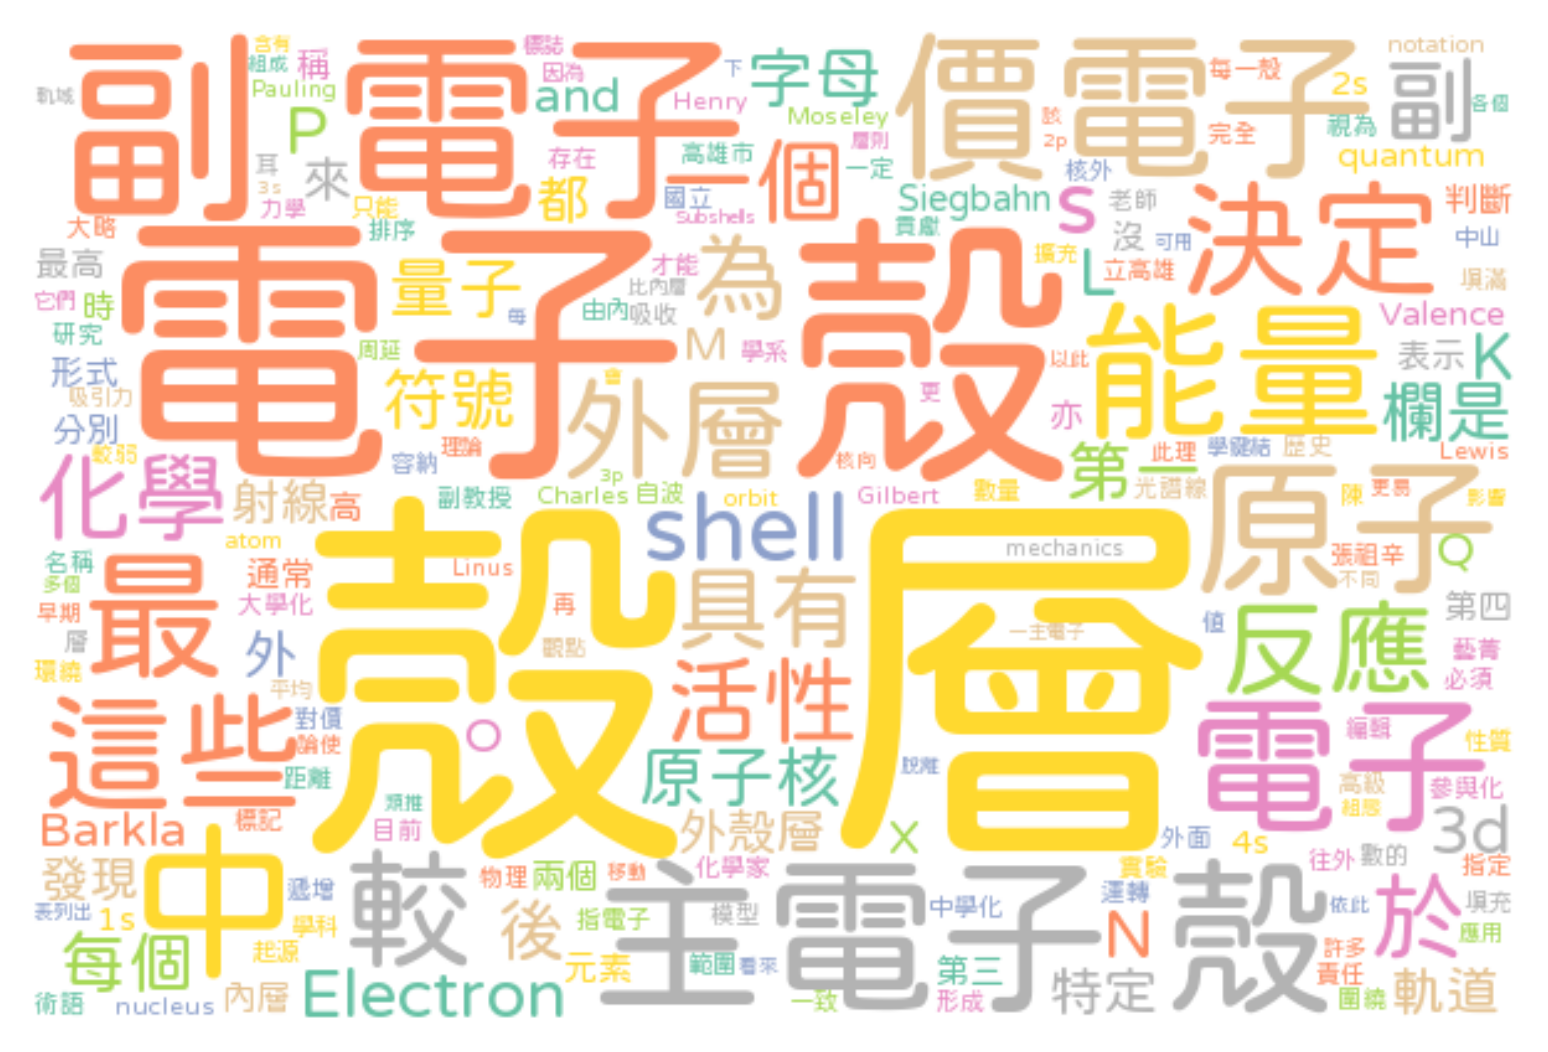 含有
組成
稱
Pauling
軌域
副電子
標誌
因為
and
下
字母
Henry
Moseley
價電子
每一殼
2s
notation
副
各個
該
2p
完全
視為
quantum
P
耳
3s
力學
來
只能
都
存在
高雄市
國立
Subshells
一個
層則
一定
核外
Siegbahn
貢獻
S
老師
沒
可用
決定
判斷
中山
大略
排序
最高
它們
時
研究
電子殼
量子
每
才能
比內層
由內
吸收
為
擴充
L
立高雄
填滿
Valence
形式
吸引力
分別
周延
符號
會
M
學系
外層
更
以此
亦
能量
表示
K
欄是
較弱
容納
理論
核向
第一
此理
學鍵結
歷史
Lewis
化學
射線
高
副教授
3p
Charles
自波
orbit
Gilbert
數量
光譜線
原子
陳
更易
影響
atom
shell
mechanics
張祖辛
不同
Q
名稱
多個
早期
最
通常
大學化
Linus
再
具有
殼層
一主電子
值
第四
層
環繞
外
觀點
平均
活性
反應
藝菁
必須
這些
對價
論使
距離
O
原子核
脫離
電子
編輯
性質
Barkla
標記
類推
目前
外殼層
X
外面
4s
高級
組態
參與化
3d
發現
中
遞增
較
物理
兩個
移動
化學家
主電子殼
實驗
往外
數的
指定
表列出
1s
學科
後
指電子
模型
中學化
運轉
N
依此
於
填充
每個
起源
元素
範圍
看來
第三
許多
責任
應用
術語
nucleus
內層
Electron
一致
形成
特定
圍繞
軌道